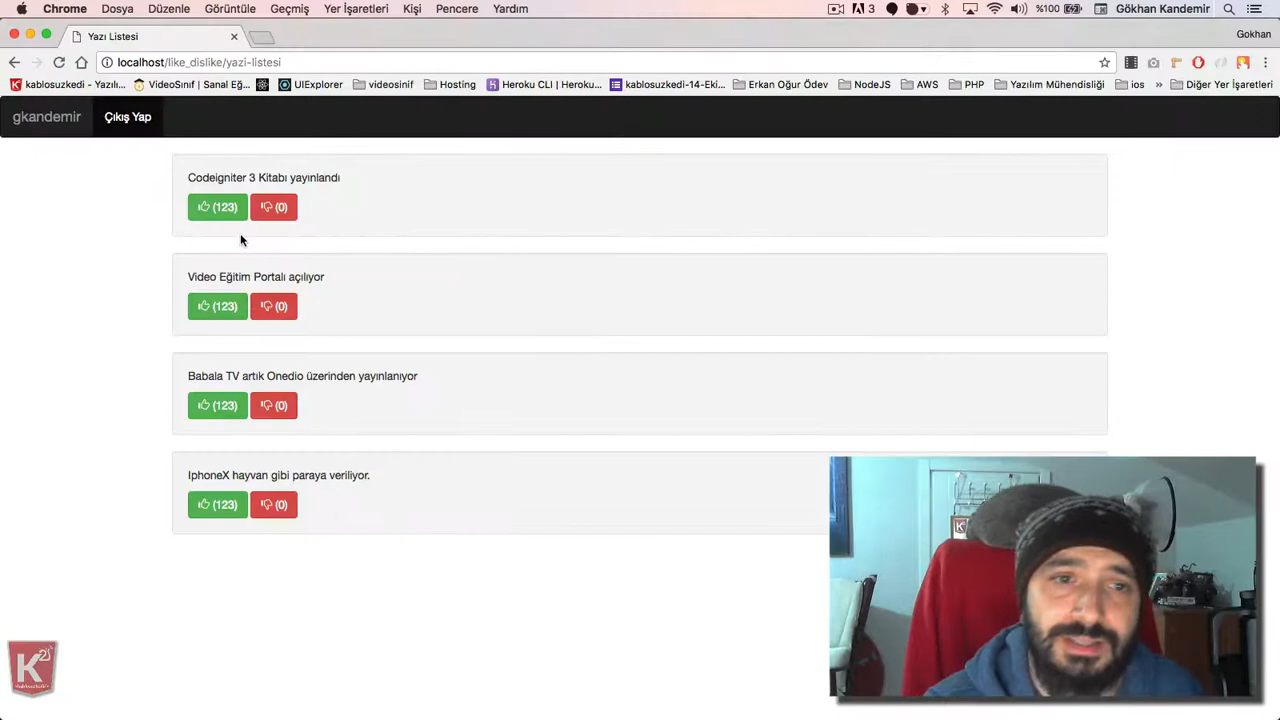 Chrome Dosya Düzenle Görüntüle Geçmiş Yer İşaretleri Kişi Pencere Yardım 3 %100 Gökhan Kandemir
Yazı Listesi Gokhan
localhost/like_dislike/yazi-listesi
kablosuzkedi - Yazılı... VideoSınıf | Sanal Eğ... UIExplorer videosinif Hosting Heroku CLI | Heroku... kablosuzkedi-14-Eki... Erkan Oğur Ödev NodeJS AWS PHP Yazılım Mühendisliği ios » Diğer Yer İşaretleri
gkandemir Çıkış Yap
Codeigniter 3 Kitabı yayınlandı
(123) (0)
Video Eğitim Portalı açılıyor
(123) (0)
Babala TV artık Onedio üzerinden yayınlanıyor
(123) (0)
IphoneX hayvan gibi paraya veriliyor.
(123) (0)
K